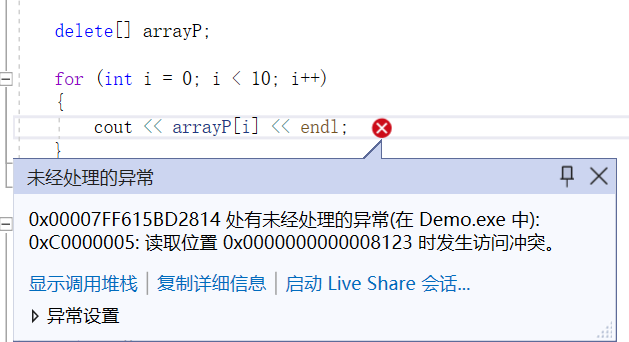 delete[] arrayP;
for (int i = 0; i < 10; i++)
{
cout << arrayP[i] << endl;
}
未经处理的异常
0x00007FF615BD2814 处有未经处理的异常(在 Demo.exe 中):
0xC0000005: 读取位置 0x0000000000008123 时发生访问冲突。
显示调用堆栈 | 复制详细信息 | 启动 Live Share 会话...
异常设置